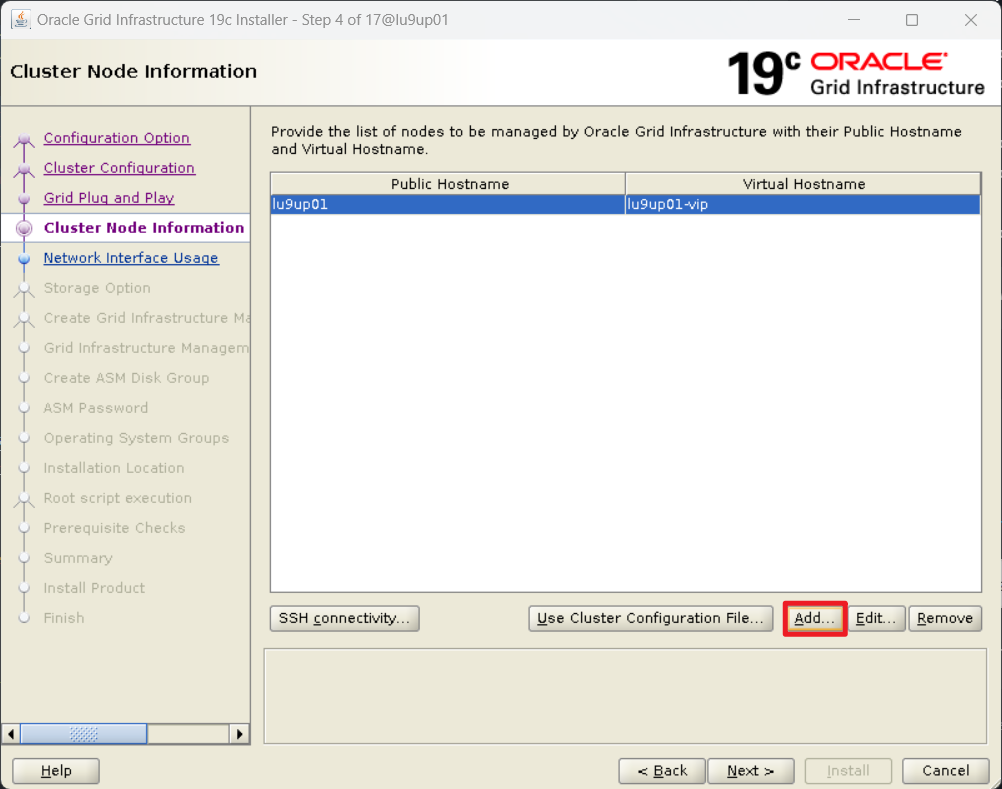 Oracle Grid Infrastructure 19c Installer - Step 4 of 17@lu9up01
Cluster Node Information
19c ORACLE
Grid Infrastructure
Configuration Option
Cluster Configuration
Grid Plug and Play
Cluster Node Information
Network Interface Usage
Storage Option
Create Grid Infrastructure Ma
Grid Infrastructure Managem
Create ASM Disk Group
ASM Password
Operating System Groups
Installation Location
Root script execution
Prerequisite Checks
Summary
Install Product
Finish
Provide the list of nodes to be managed by Oracle Grid Infrastructure with their Public Hostname
and Virtual Hostname.
Public Hostname Virtual Hostname
lu9up01 lu9up01-vip
SSH connectivity... Use Cluster Configuration File... Add... Edit... Remove
Help < Back Next > Install Cancel